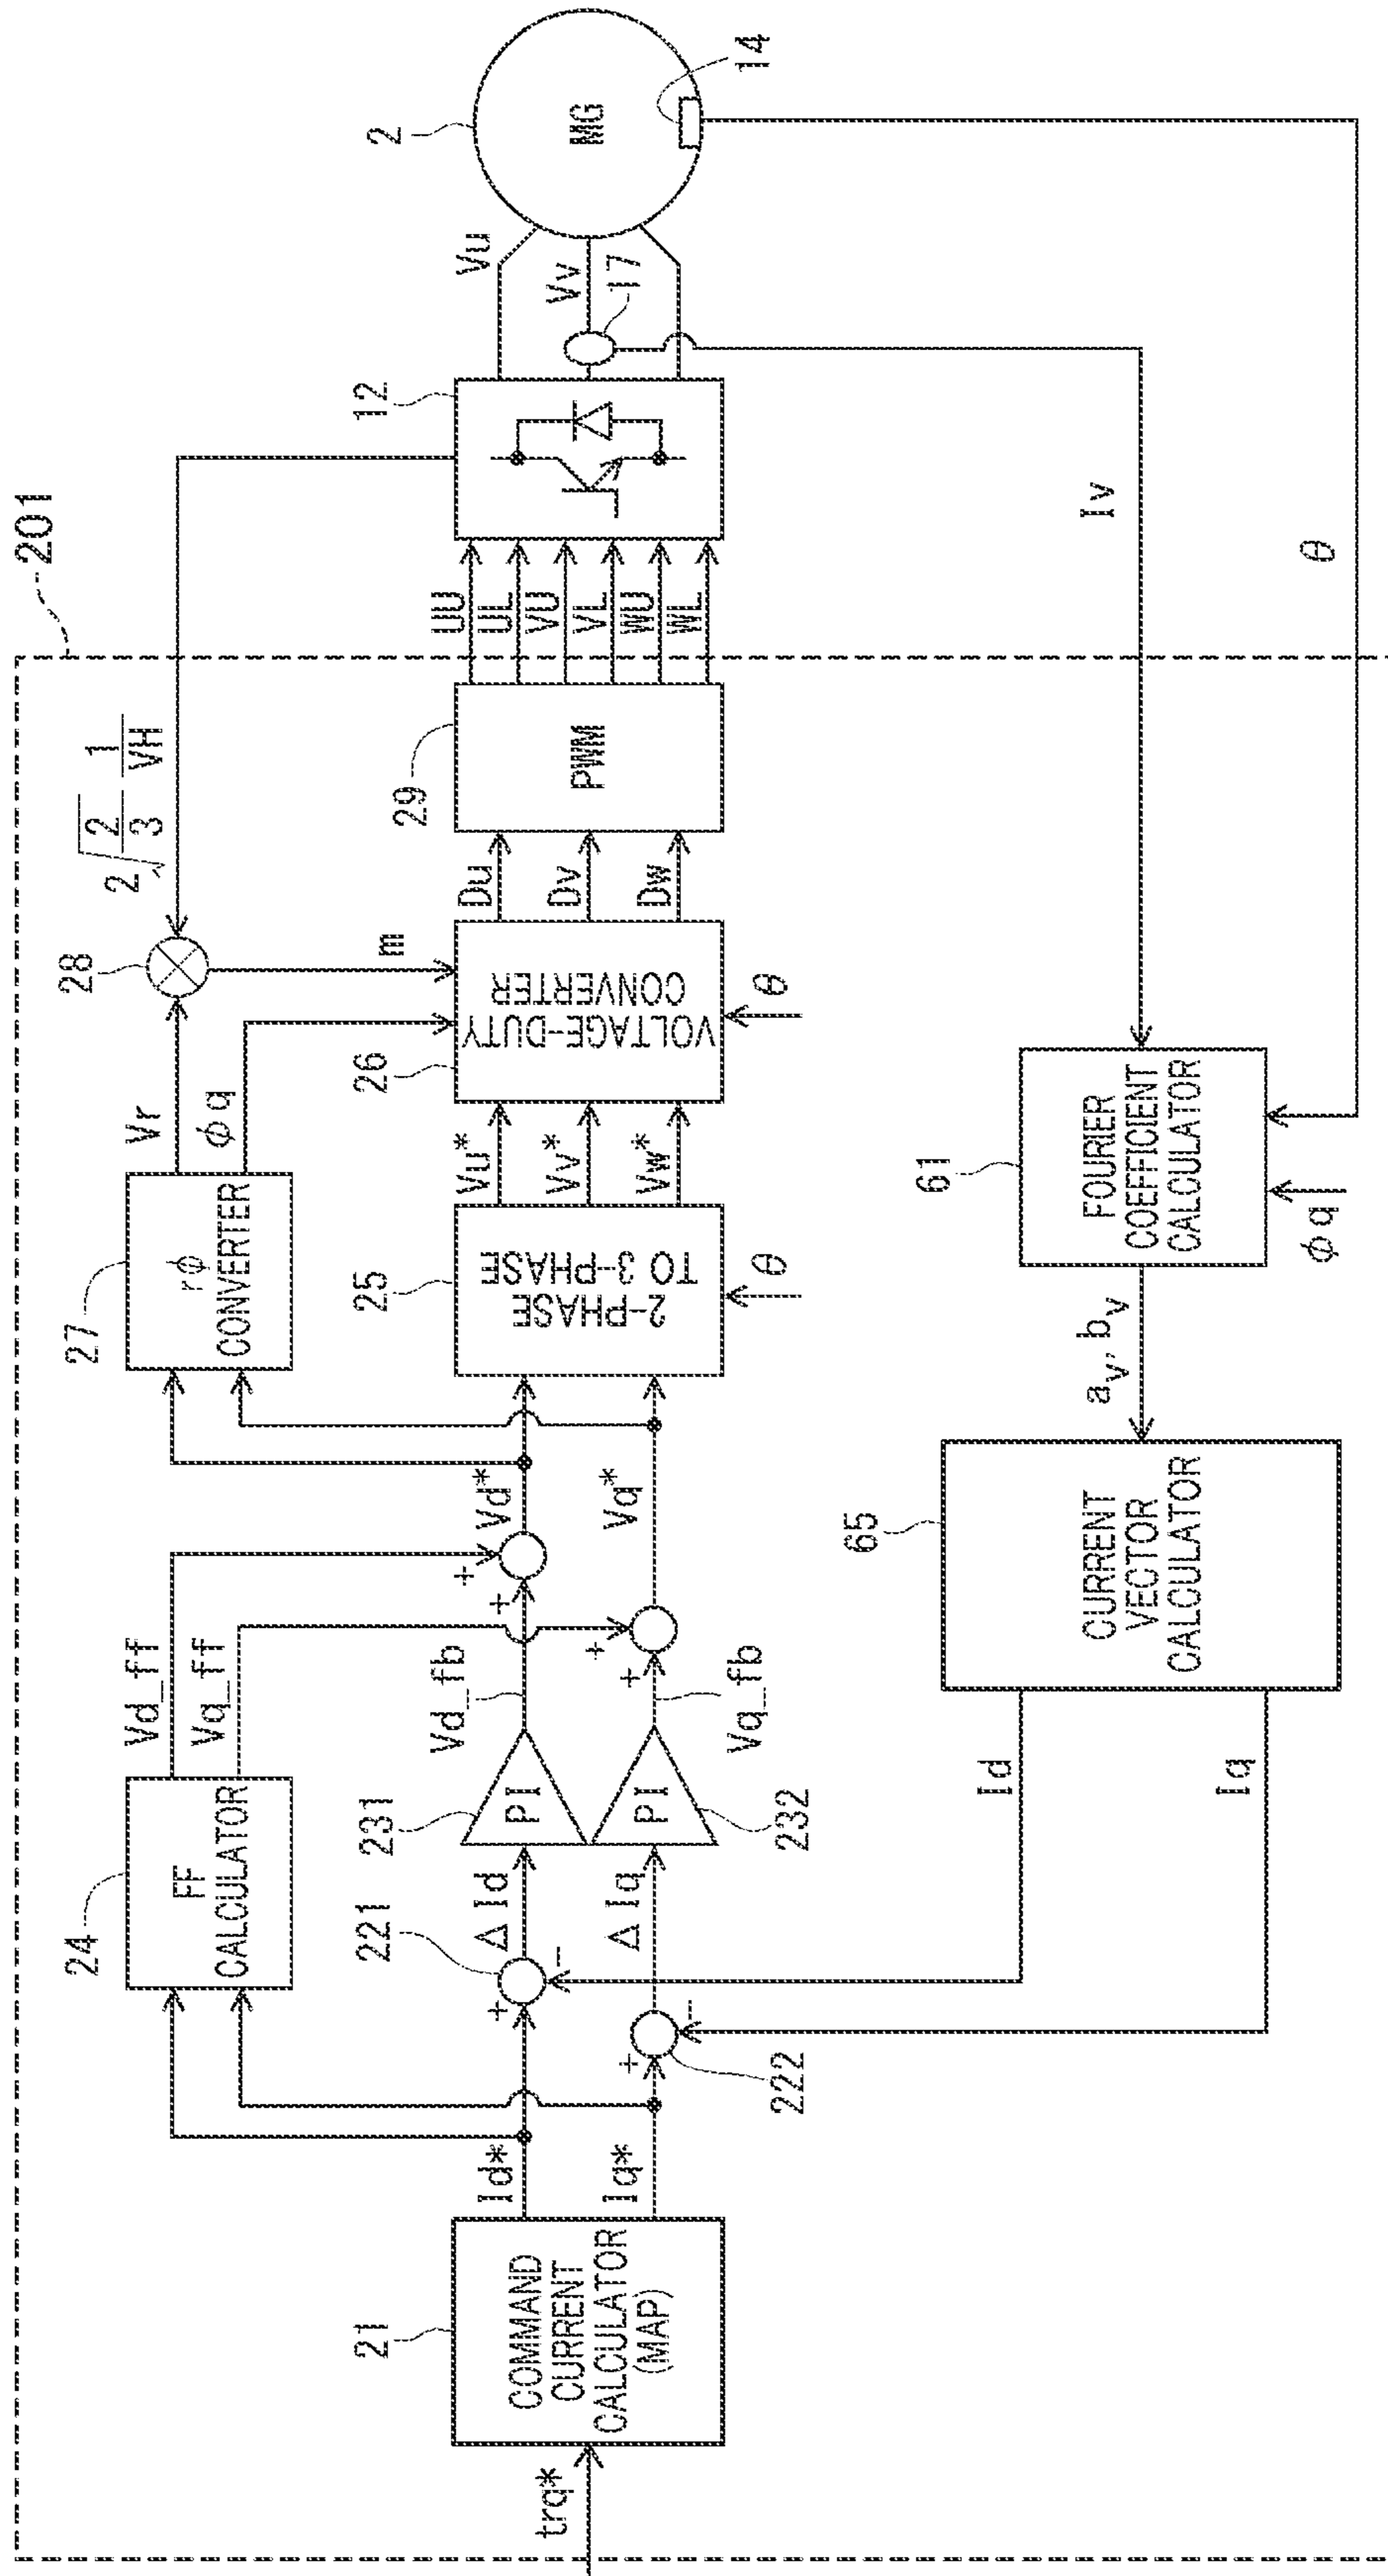 201
trq*
21
COMMAND
CURRENT
CALCULATOR
(MAP)
Id*
Iq*
24
FF
CALCULATOR
Vd_ff
Vq_ff
221
+
-
ΔId
222
+
-
ΔIq
231
PI
232
PI
Vd_fb
Vq_fb
+
+
+
+
Vd*
Vq*
27
rϕ
CONVERTER
Vr
ϕq
28
2√2/3 1/VH
m
25
2-PHASE
TO 3-PHASE
θ
Vu*
Vv*
Vw*
26
VOLTAGE-DUTY
CONVERTER
θ
Du
Dv
Dw
29
PWM
UU
UL
VU
VL
WU
WL
12
Vu
Vv
17
2
MG
14
Iv
θ
61
FOURIER
COEFFICIENT
CALCULATOR
ϕq
av, bv
65
CURRENT
VECTOR
CALCULATOR
Id
Iq